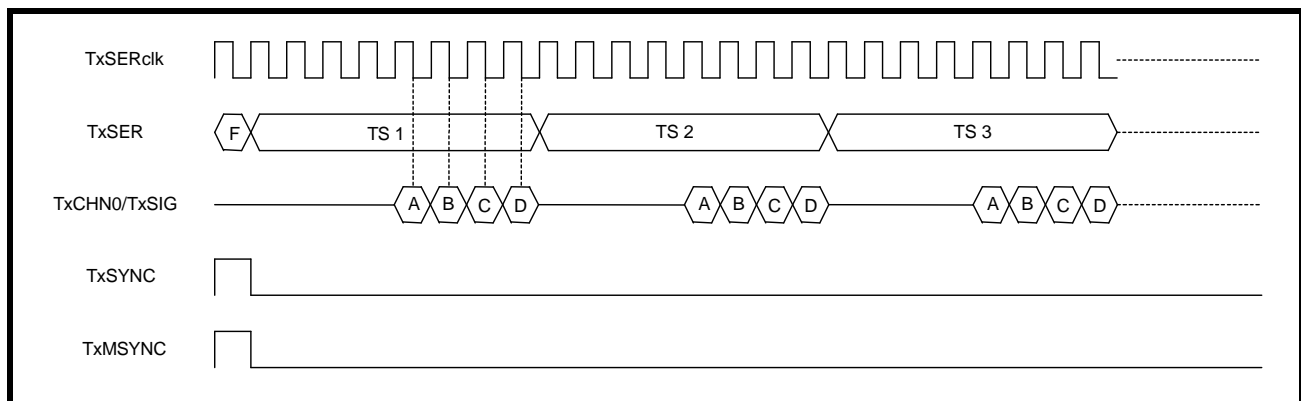 TxSERclk
TxSER F TS 1 TS 2 TS 3
TxCHN0/TxSIG A B C D A B C D A B C D
TxSYNC
TxMSYNC